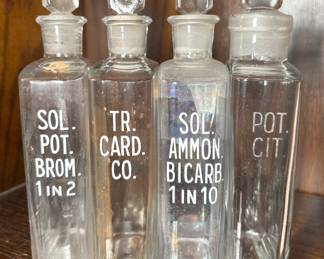 SOL.
POT.
BROM.
1 IN 2
TR.
CARD.
CO.
SOL.
AMMON.
BICARB.
1 IN 10
POT.
CIT.